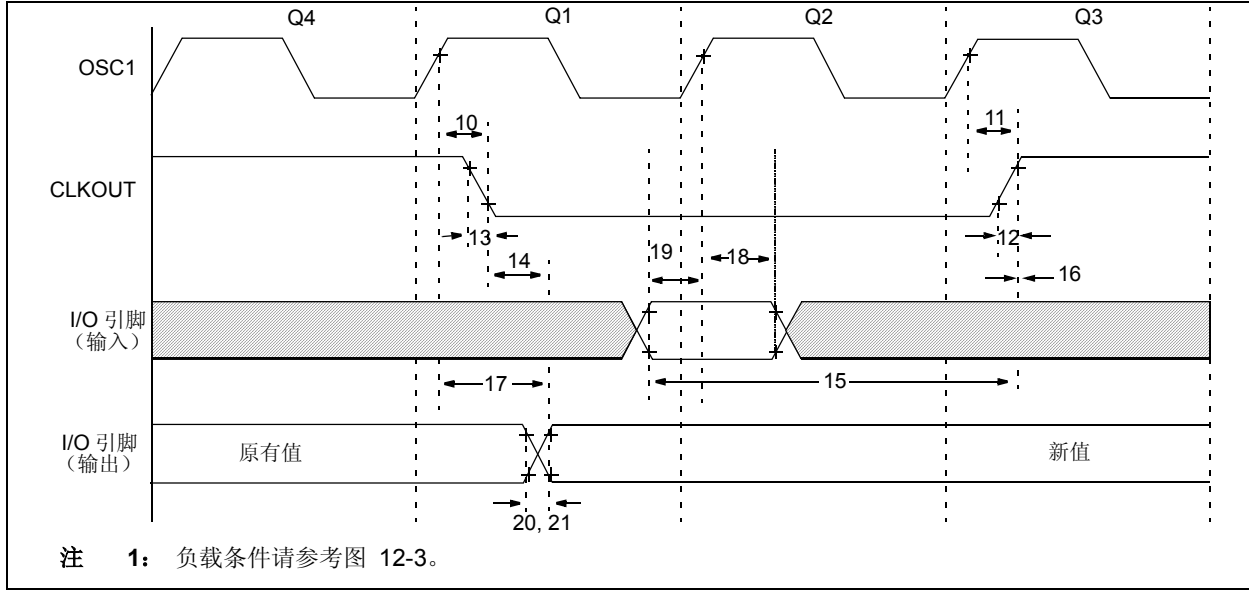 Q4 Q1 Q2 Q3
OSC1
10
11
CLKOUT
13
12
14
19
18
16
I/O 引脚
（输入）
17
15
I/O 引脚
（输出）
原有值
新值
20, 21
注 1： 负载条件请参考图 12-3。